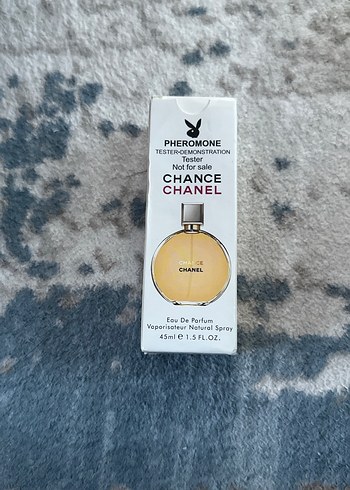 PHEROMONE
TESTER-DEMONSTRATION
Tester
Not for sale
CHANCE
CHANEL
CHANCE
CHANEL
Eau De Parfum
Vaporisateur Natural Spray
45ml ℮ 1.5 FL.OZ.